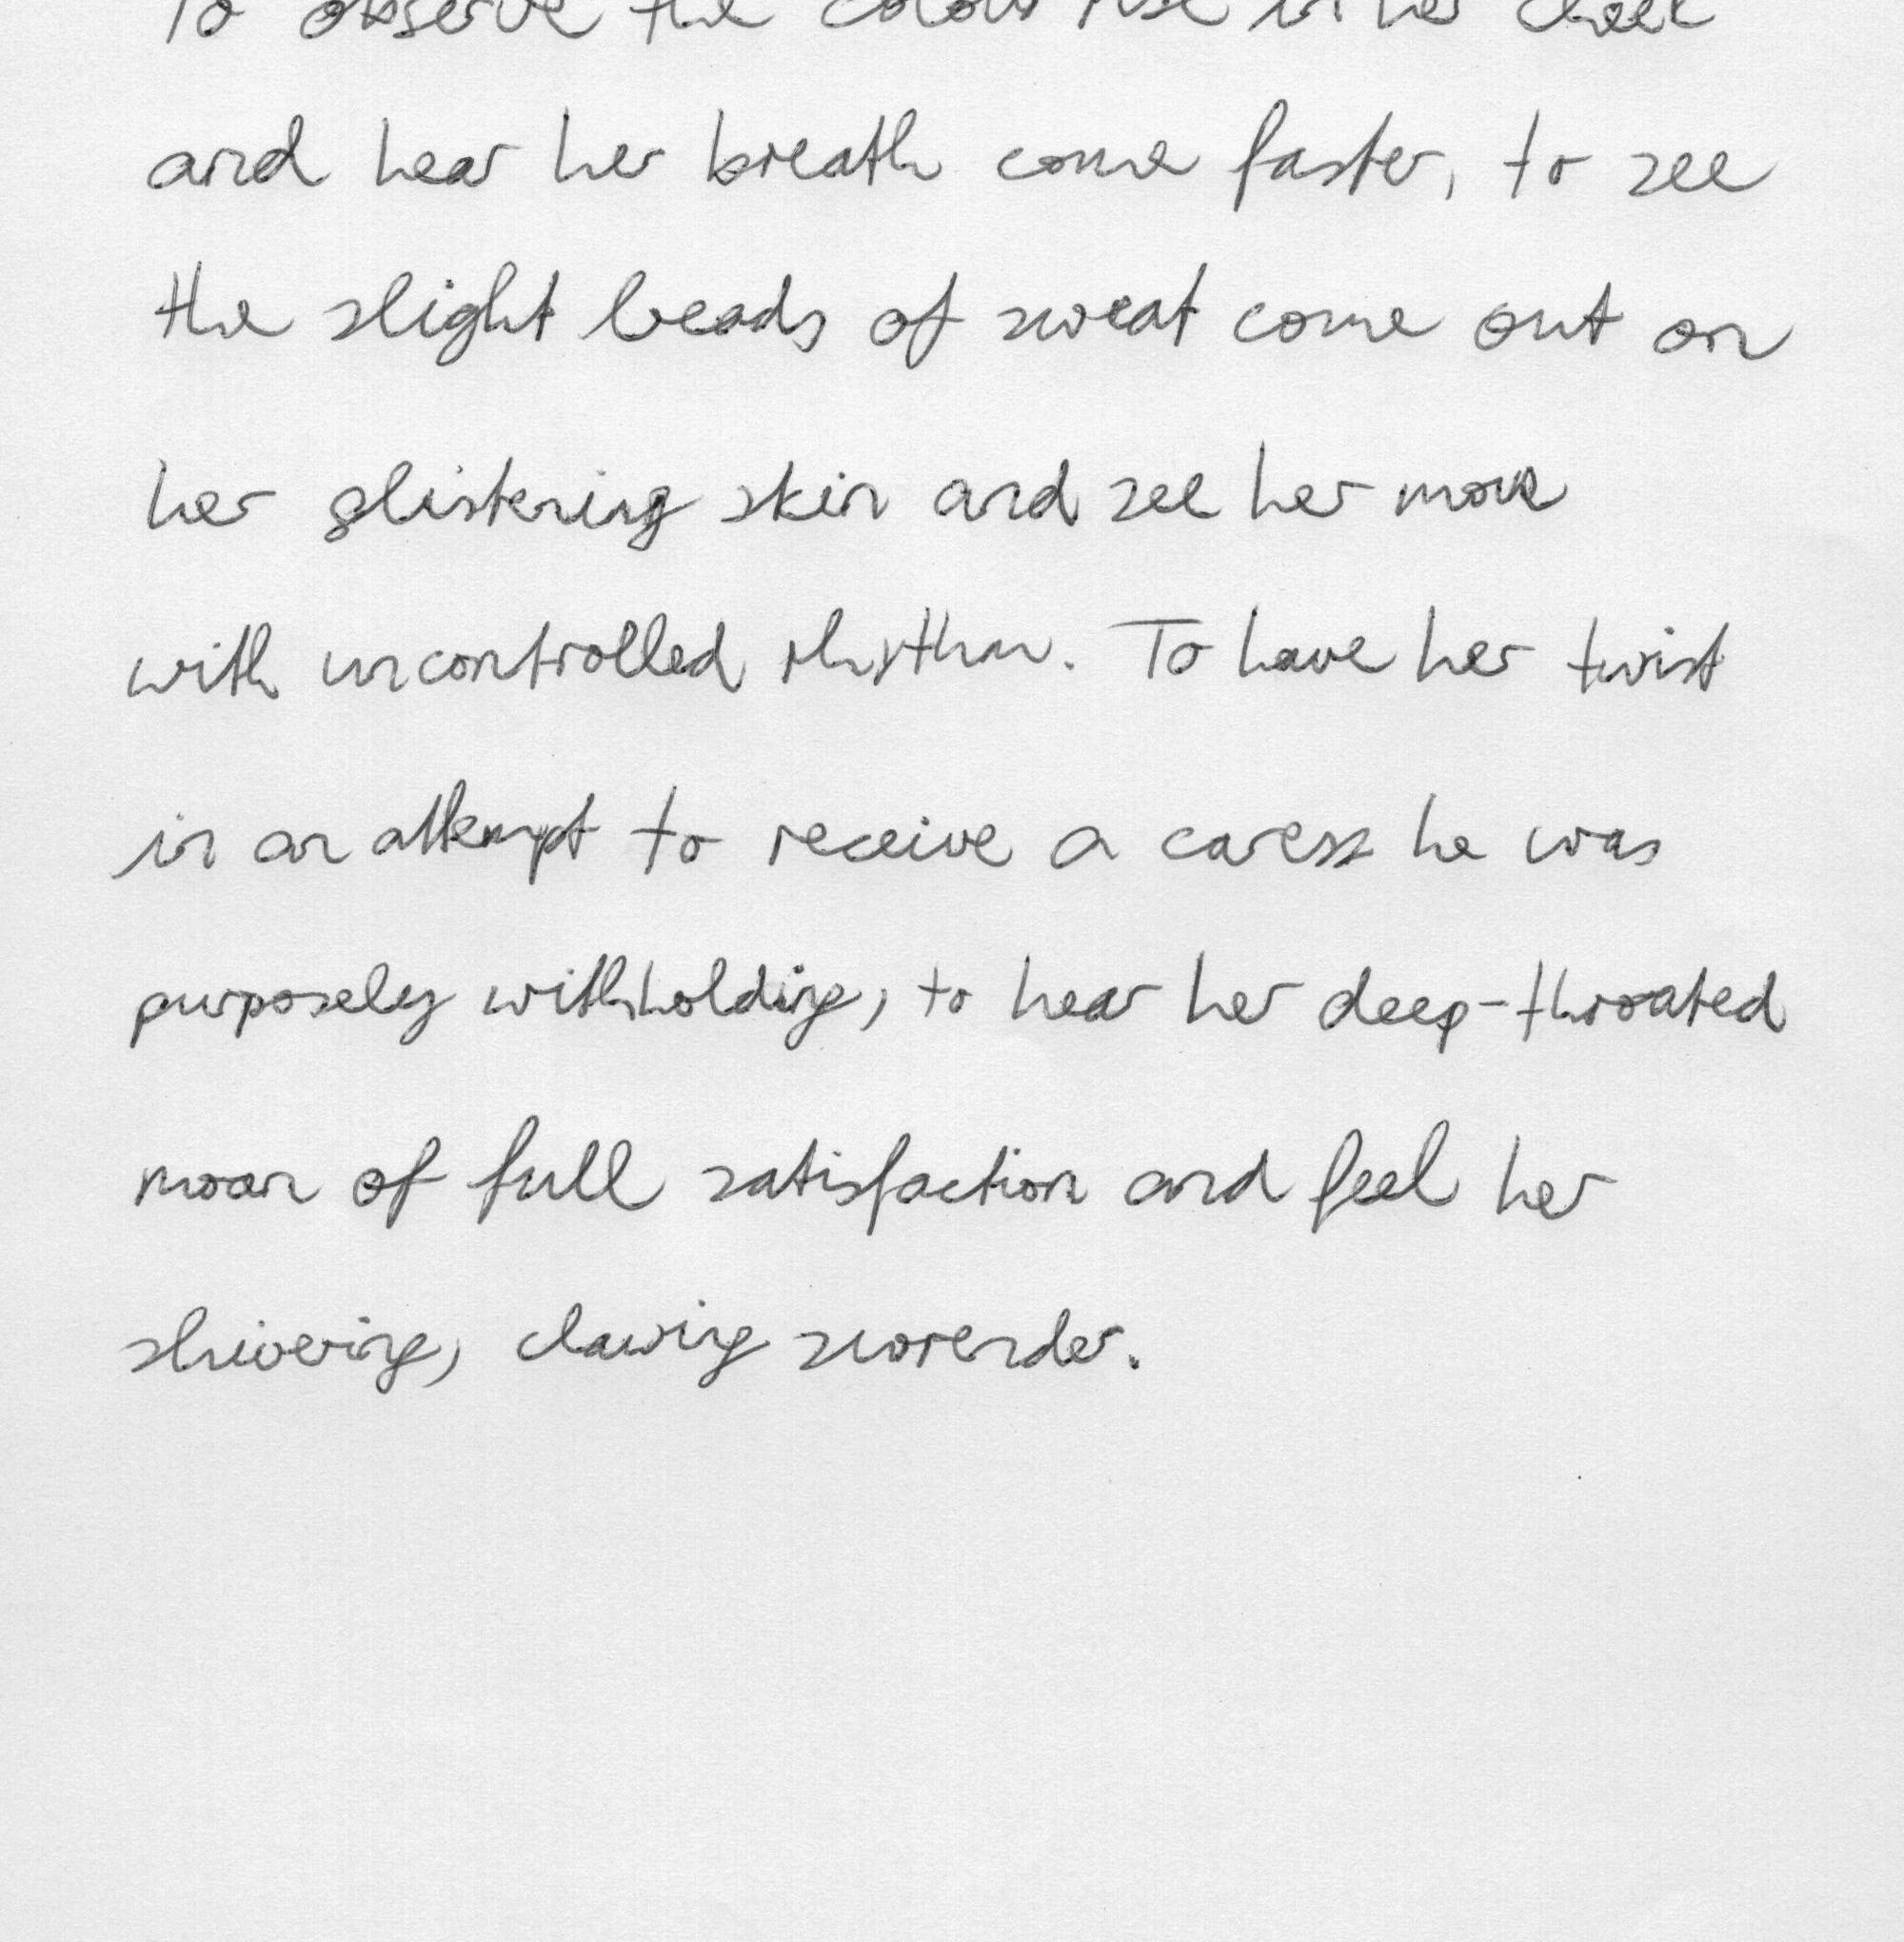 To observe the colour rise in her cheek
and hear her breath come faster, to see
the slight beads of sweat come out on
her glistening skin and see her move
with uncontrolled rhythm. To have her twist
in an attempt to receive a caress he was
purposely withholding, to hear her deep-throated
moan of full satisfaction and feel her
shivering, clawing surrender.